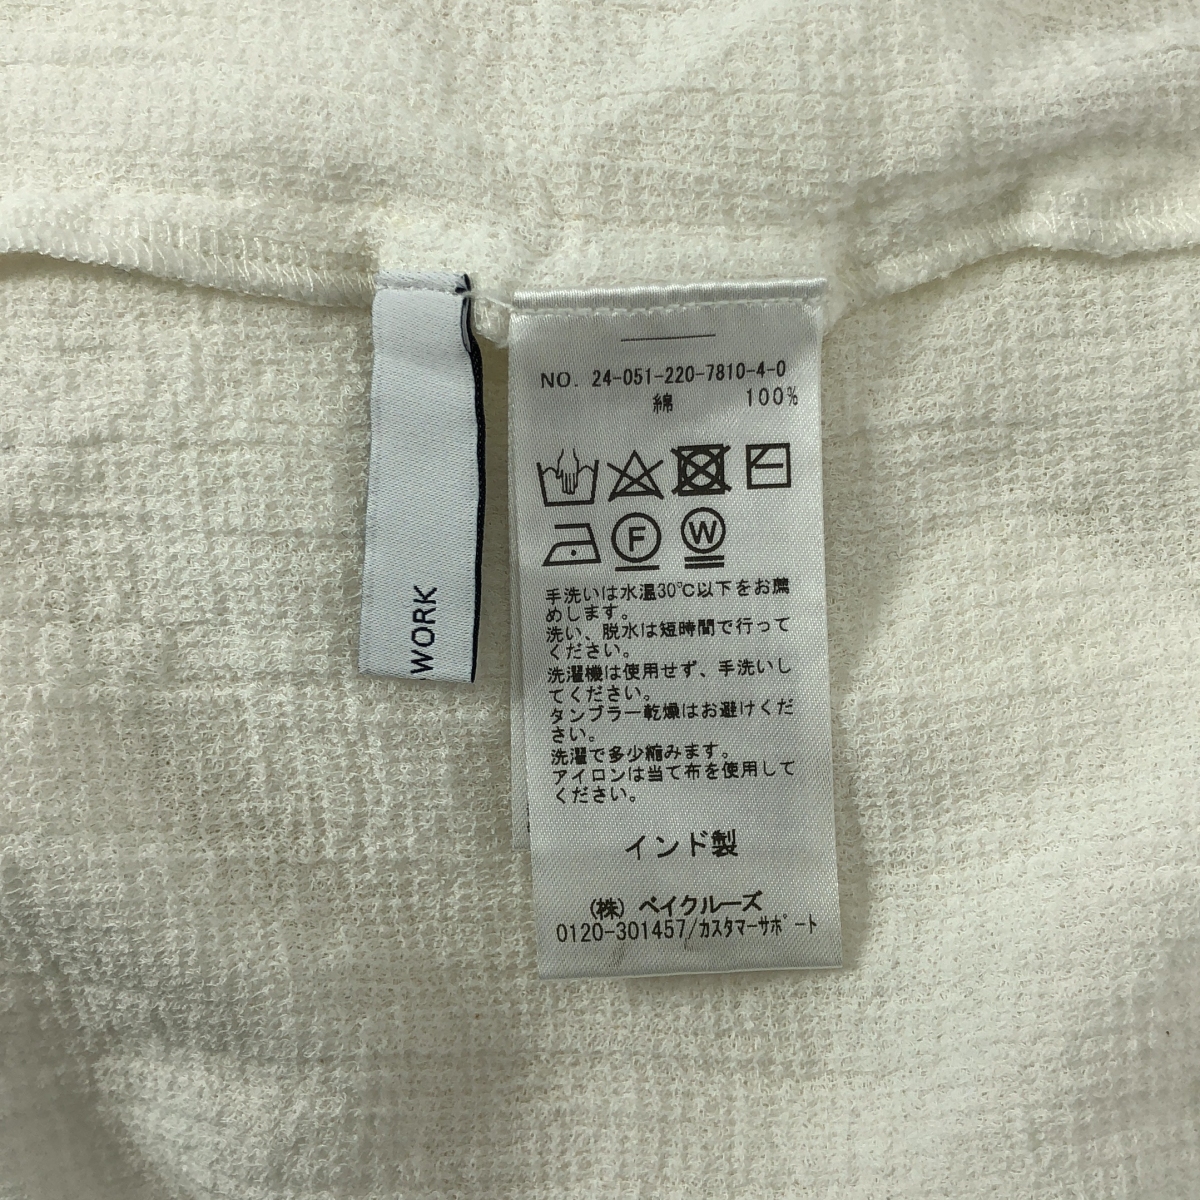 WORK
NO. 24-051-220-7810-4-0
綿 100%
F W
手洗いは水温30℃以下をお薦
めします。
洗い、脱水は短時間で行って
ください。
洗濯機は使用せず、手洗いし
てください。
タンブラー乾燥はお避けくだ
さい。
洗濯で多少縮みます。
アイロンは当て布を使用して
ください。
インド製
(株) ベイクルーズ
0120-301457/カスタマーサポート